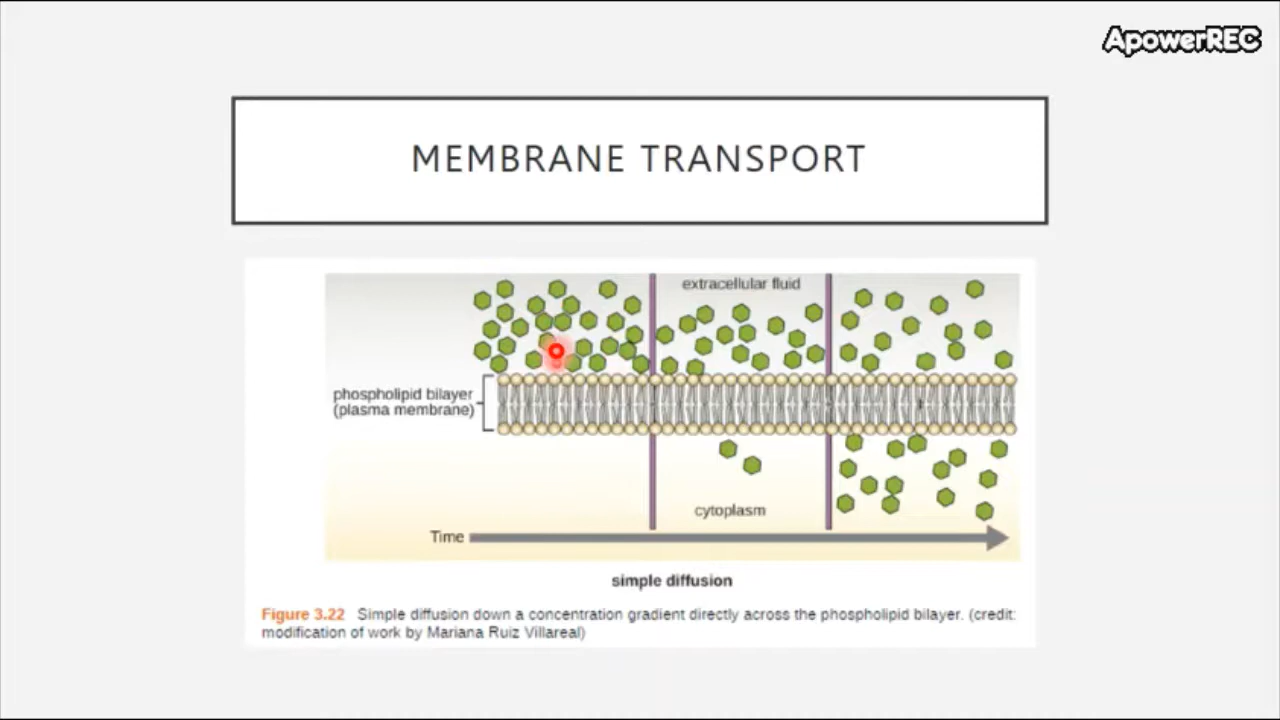 ApowerREC
MEMBRANE TRANSPORT
extracellular fluid
phospholipid bilayer
(plasma membrane)
cytoplasm
Time
simple diffusion
Figure 3.22 Simple diffusion down a concentration gradient directly across the phospholipid bilayer. (credit:
modification of work by Mariana Ruiz Villareal)